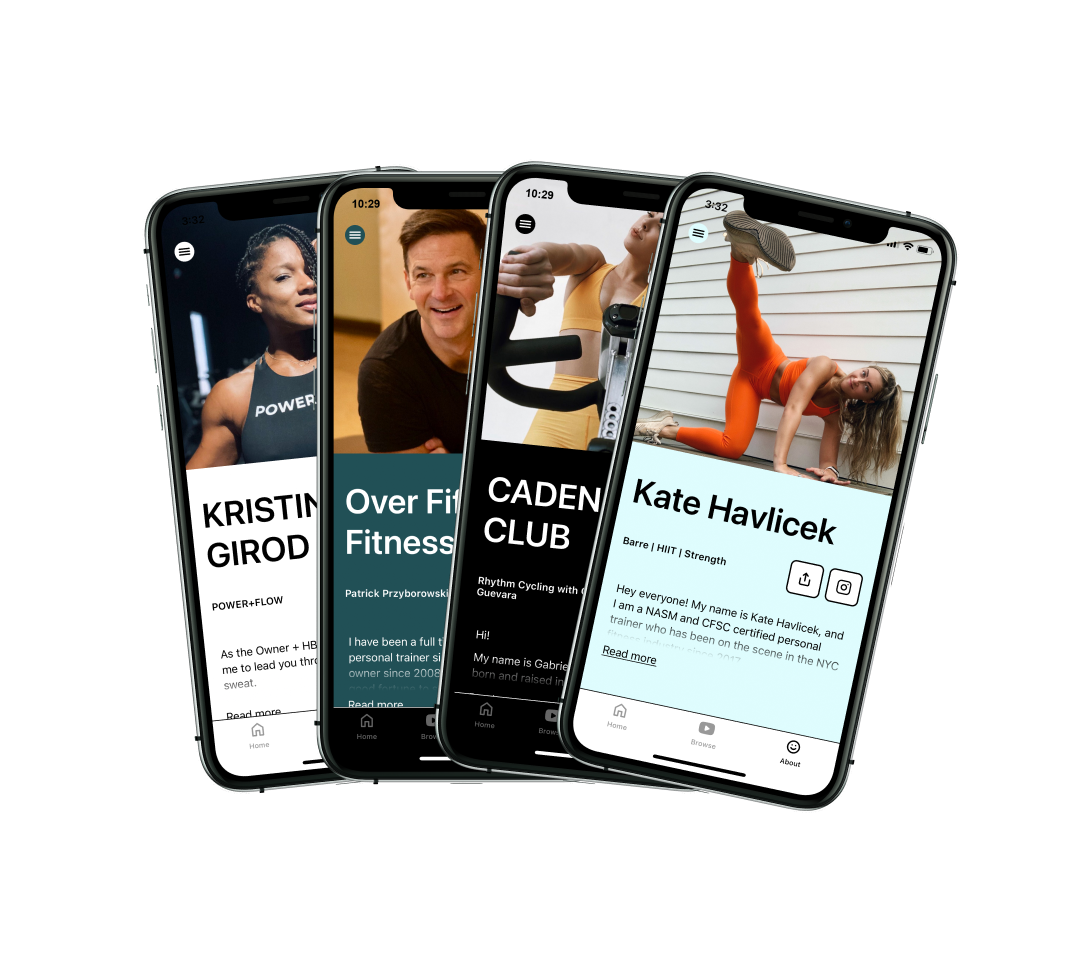 3:32
POWER
KRISTIN
GIROD
POWER+FLOW
As the Owner + HB
me to lead you thro
sweat.
Read more
Home
10:29
Over Fif
Fitness
Patrick Przyborowski
I have been a full t
personal trainer si
owner since 2008
good fortune to
Read more
Home
Brow
10:29
CADEN
CLUB
Rhythm Cycling with G
Guevara
Hi!
My name is Gabrie
born and raised in
Home
Brows
3:32
Kate Havlicek
Barre | HIIT | Strength
Hey everyone! My name is Kate Havlicek, and
I am a NASM and CFSC certified personal
trainer who has been on the scene in the NYC
fitness industry since 2017.
Read more
Home
Browse
About